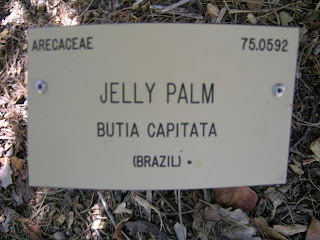 ARECACEAE 75.0592
JELLY PALM
BUTIA CAPITATA
(BRAZIL)